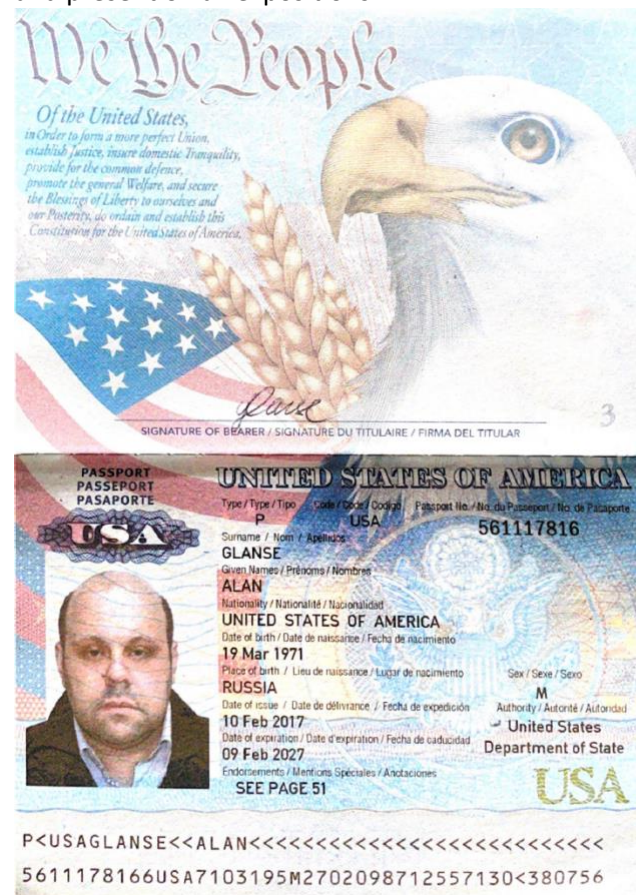 We the People
Of the United States,
in Order to form a more perfect Union,
establish Justice, insure domestic Tranquility,
provide for the common defence,
promote the general Welfare, and secure
the Blessings of Liberty to ourselves and
our Posterity, do ordain and establish this
Constitution for the United States of America.
SIGNATURE OF BEARER / SIGNATURE DU TITULAIRE / FIRMA DEL TITULAR
3
PASSPORT
PASSEPORT
PASAPORTE
USA
UNITED STATES OF AMERICA
Type / Type / Tipo Code / Code / Codigo Passport No. / No. du Passeport / No. de Pasaporte
P USA 561117816
Surname / Nom / Apellidos
GLANSE
Given Names / Prénoms / Nombres
ALAN
Nationality / Nationalité / Nacionalidad
UNITED STATES OF AMERICA
Date of birth / Date de naissance / Fecha de nacimiento
19 Mar 1971
Place of birth / Lieu de naissance / Lugar de nacimiento Sex / Sexe / Sexo
RUSSIA M
Date of issue / Date de délivrance / Fecha de expedición Authority / Autorité / Autoridad
10 Feb 2017 United States
Date of expiration / Date d'expiration / Fecha de caducidad Department of State
09 Feb 2027
Endorsements / Mentions Spéciales / Anotaciones
SEE PAGE 51
USA
P<USAGLANSE<<ALAN<<<<<<<<<<<<<<<<<<<<<<<<<<<
5611178166USA7103195M2702098712557130<380756